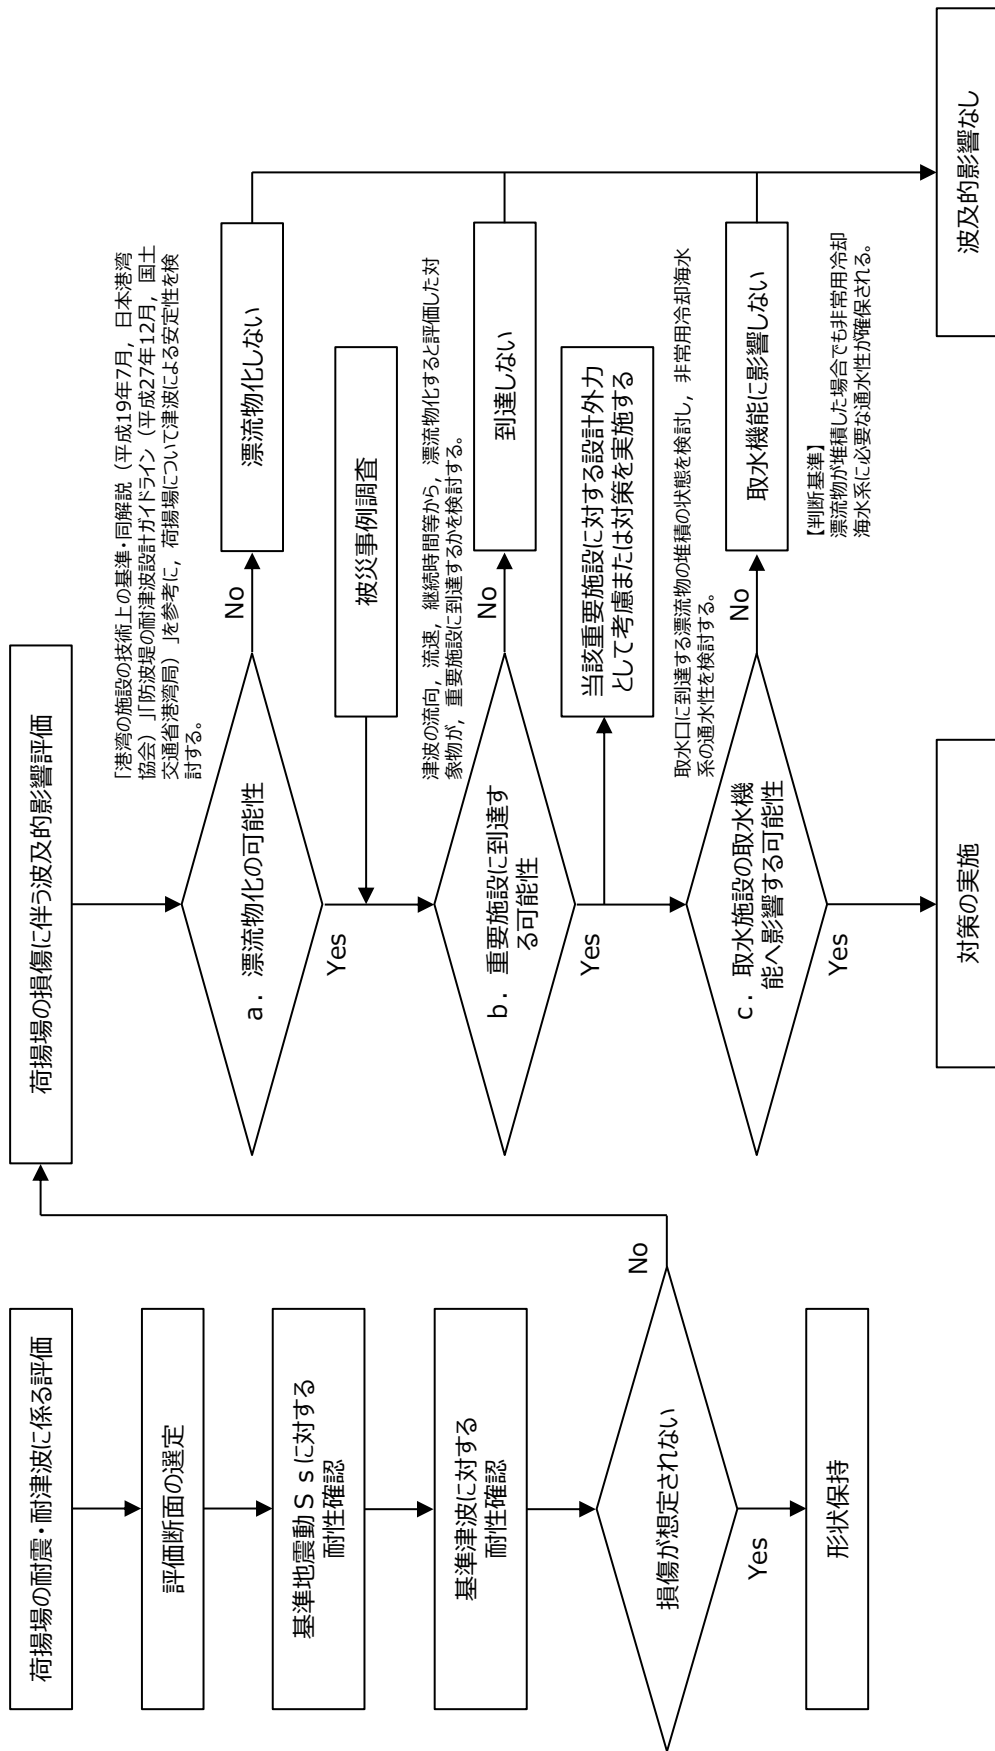 荷揚場の耐震・耐津波に係る評価
評価断面の選定
基準地震動Ｓｓに対する
耐性確認
基準津波に対する
耐性確認
損傷が想定されない
No
Yes
形状保持
荷揚場の損傷に伴う波及的影響評価
「港湾の施設の技術上の基準・同解説（平成19年7月，日本港湾
協会）」「防波堤の耐津波設計ガイドライン（平成27年12月，国土
交通省港湾局）」を参考に，荷揚場について津波による安定性を検
討する。
ａ．漂流物化の可能性
No
漂流物化しない
Yes
被災事例調査
津波の流向，流速，継続時間等から，漂流物化すると評価した対
象物が，重要施設に到達するかを検討する。
ｂ．重要施設に到達す
る可能性
No
到達しない
Yes
当該重要施設に対する設計外力
として考慮または対策を実施する
取水口に到達する漂流物の堆積の状態を検討し，非常用冷却海水
系の通水性を検討する。
ｃ．取水施設の取水機
能へ影響する可能性
No
取水機能に影響しない
Yes
【判断基準】
漂流物が堆積した場合でも非常用冷却
海水系に必要な通水性が確保される。
対策の実施
波及的影響なし